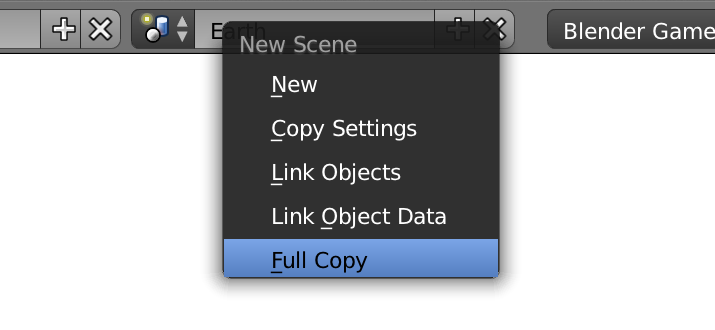 Earth
Blender Game
New Scene
New
Copy Settings
Link Objects
Link Object Data
Full Copy